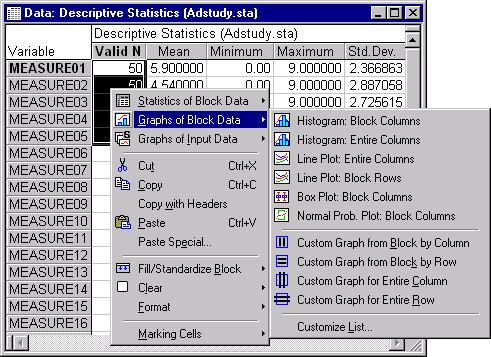 Data: Descriptive Statistics (Adstudy.sta)
Descriptive Statistics (Adstudy.sta)
Variable Valid N Mean Minimum Maximum Std.Dev.
MEASURE01 50 5.900000 0.00 9.000000 2.366863
MEASURE02 50 4.540000 0.00 9.000000 2.887058
MEASURE03 9.000000 2.725615
MEASURE04
MEASURE05
MEASURE06
MEASURE07
MEASURE08
MEASURE09
MEASURE10
MEASURE11
MEASURE12
MEASURE13
MEASURE14
MEASURE15
MEASURE16
Statistics of Block Data
Graphs of Block Data
Graphs of Input Data
Cut Ctrl+X
Copy Ctrl+C
Copy with Headers
Paste Ctrl+V
Paste Special...
Fill/Standardize Block
Clear
Format
Marking Cells
Histogram: Block Columns
Histogram: Entire Columns
Line Plot: Entire Columns
Line Plot: Block Rows
Box Plot: Block Columns
Normal Prob. Plot: Block Columns
Custom Graph from Block by Column
Custom Graph from Block by Row
Custom Graph for Entire Column
Custom Graph for Entire Row
Customize List...